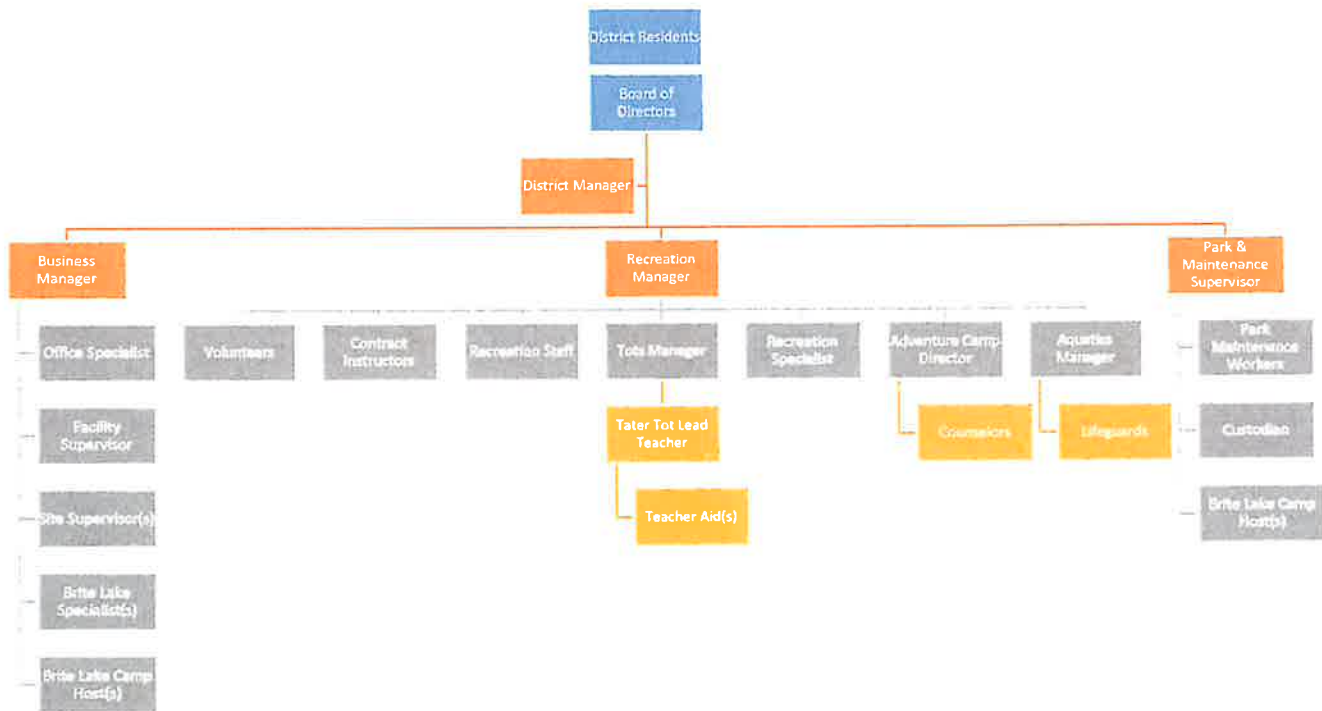 District Residents
Board of
Directors
District Manager
Business
Manager
Recreation
Manager
Park &
Maintenance
Supervisor
Office Specialist
Volunteers
Contract
Instructors
Recreation Staff
Tots Manager
Recreation
Specialist
Adventure Camp
Director
Aquatics
Manager
Park
Maintenance
Workers
Facility
Supervisor
Tater Tot Lead
Teacher
Counselors
Lifeguards
Custodian
Site Supervisor(s)
Teacher Aid(s)
Brite Lake Camp
Host(s)
Brite Lake
Specialist(s)
Brite Lake Camp
Host(s)